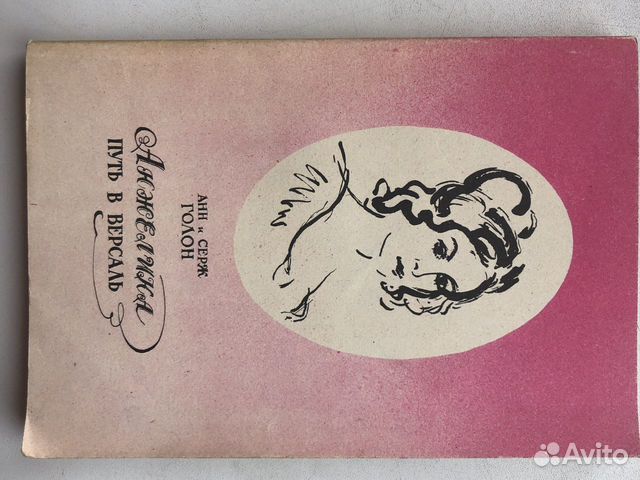 АНЖЕЛИКА
ПУТЬ В ВЕРСАЛЬ
АНН и СЕРЖ
ГОЛОН
Avito